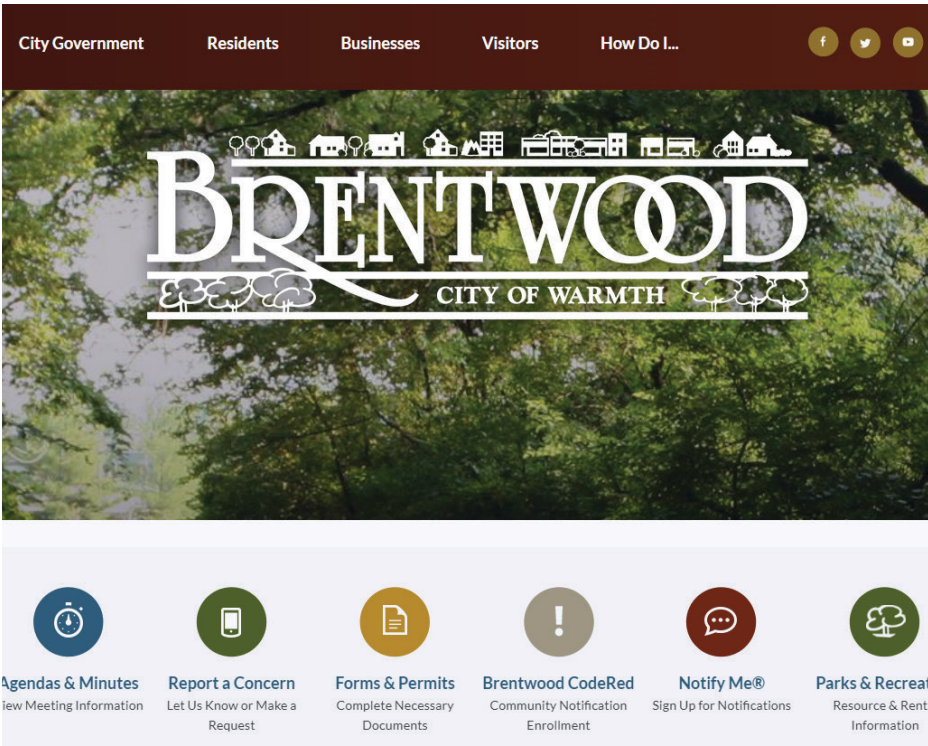 City Government Residents Businesses Visitors How Do I...
BRENTWOOD
CITY OF WARMTH
Agendas & Minutes Report a Concern Forms & Permits Brentwood CodeRed Notify Me® Parks & Recreat
iew Meeting Information Let Us Know or Make a Complete Necessary Community Notification Sign Up for Notifications Resource & Rent
Request Documents Enrollment Information